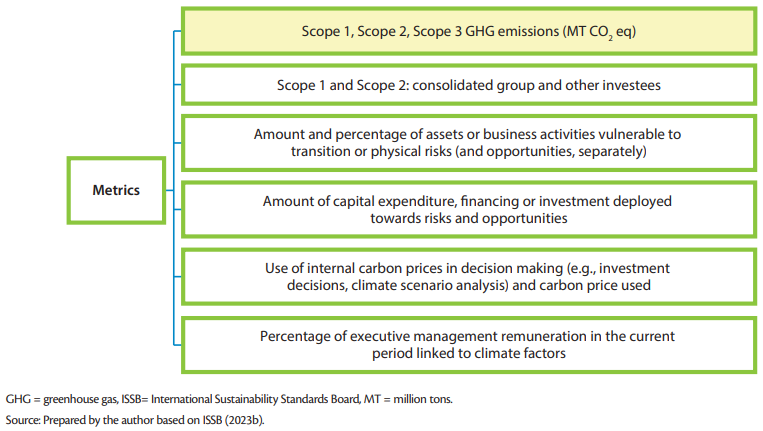 Scope 1, Scope 2, Scope 3 GHG emissions (MT CO2 eq)
Scope 1 and Scope 2: consolidated group and other investees
Amount and percentage of assets or business activities vulnerable to
transition or physical risks (and opportunities, separately)
Metrics
Amount of capital expenditure, financing or investment deployed
towards risks and opportunities
Use of internal carbon prices in decision making (e.g., investment
decisions, climate scenario analysis) and carbon price used
Percentage of executive management remuneration in the current
period linked to climate factors
GHG = greenhouse gas, ISSB= International Sustainability Standards Board, MT = million tons.
Source: Prepared by the author based on ISSB (2023b).